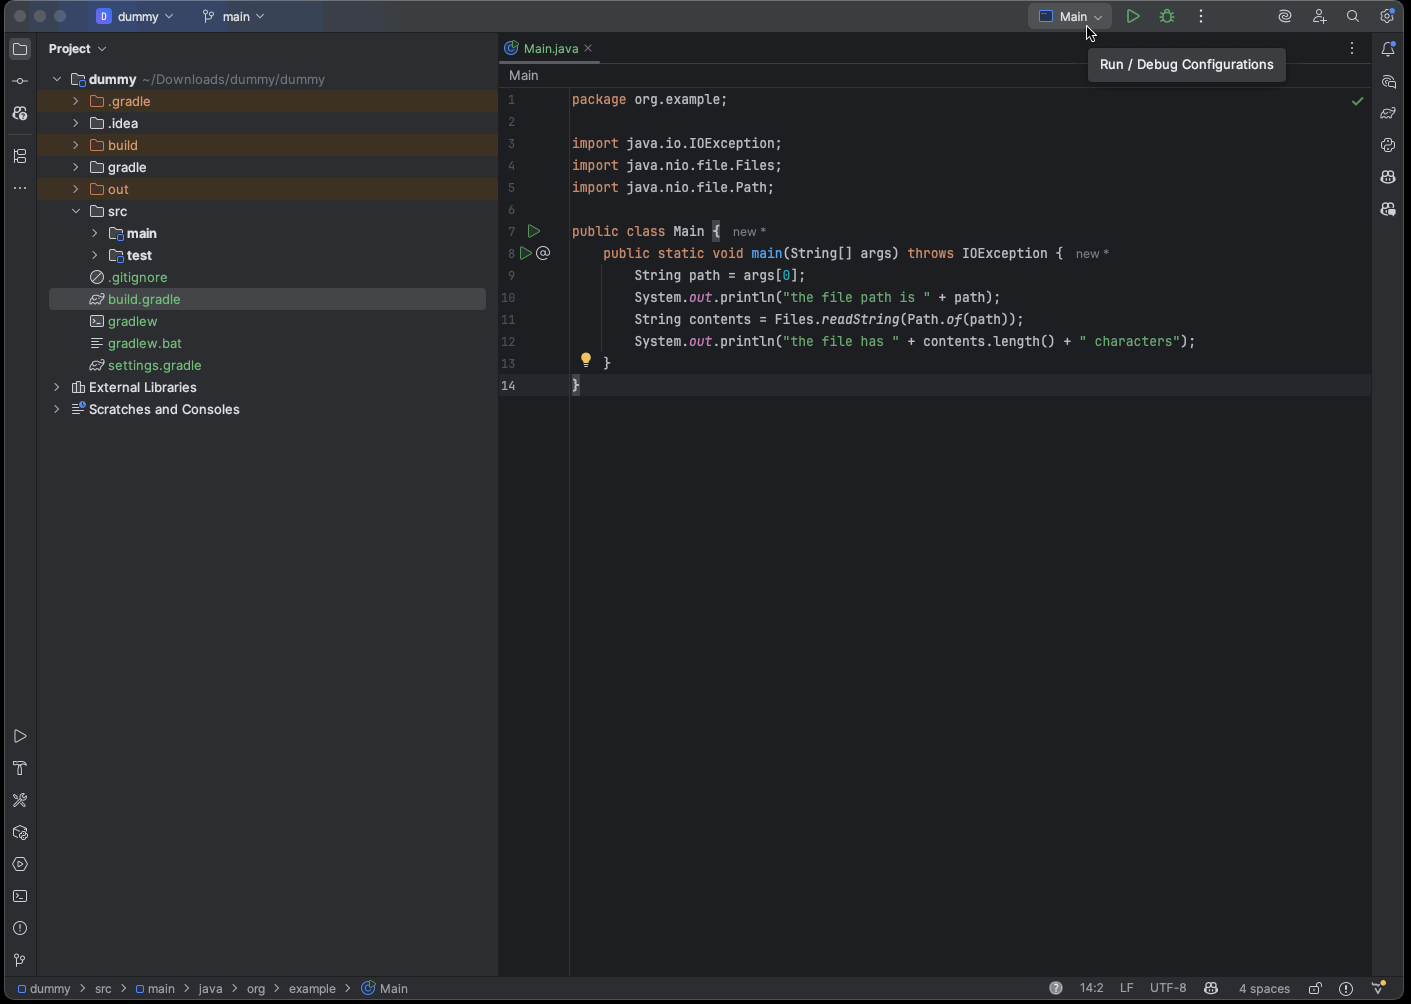 D dummy main Main
Project
Main.java
Run / Debug Configurations
Main
dummy ~/Downloads/dummy/dummy
.gradle
.idea
build
gradle
out
src
main
test
.gitignore
build.gradle
gradlew
gradlew.bat
settings.gradle
External Libraries
Scratches and Consoles
1 package org.example;
2
3 import java.io.IOException;
4 import java.nio.file.Files;
5 import java.nio.file.Path;
6
7 public class Main { new *
8 @ public static void main(String[] args) throws IOException { new *
9 String path = args[0];
10 System.out.println("the file path is " + path);
11 String contents = Files.readString(Path.of(path));
12 System.out.println("the file has " + contents.length() + " characters");
13 }
14 }
dummy > src > main > java > org > example > Main ? 14:2 LF UTF-8 4 spaces